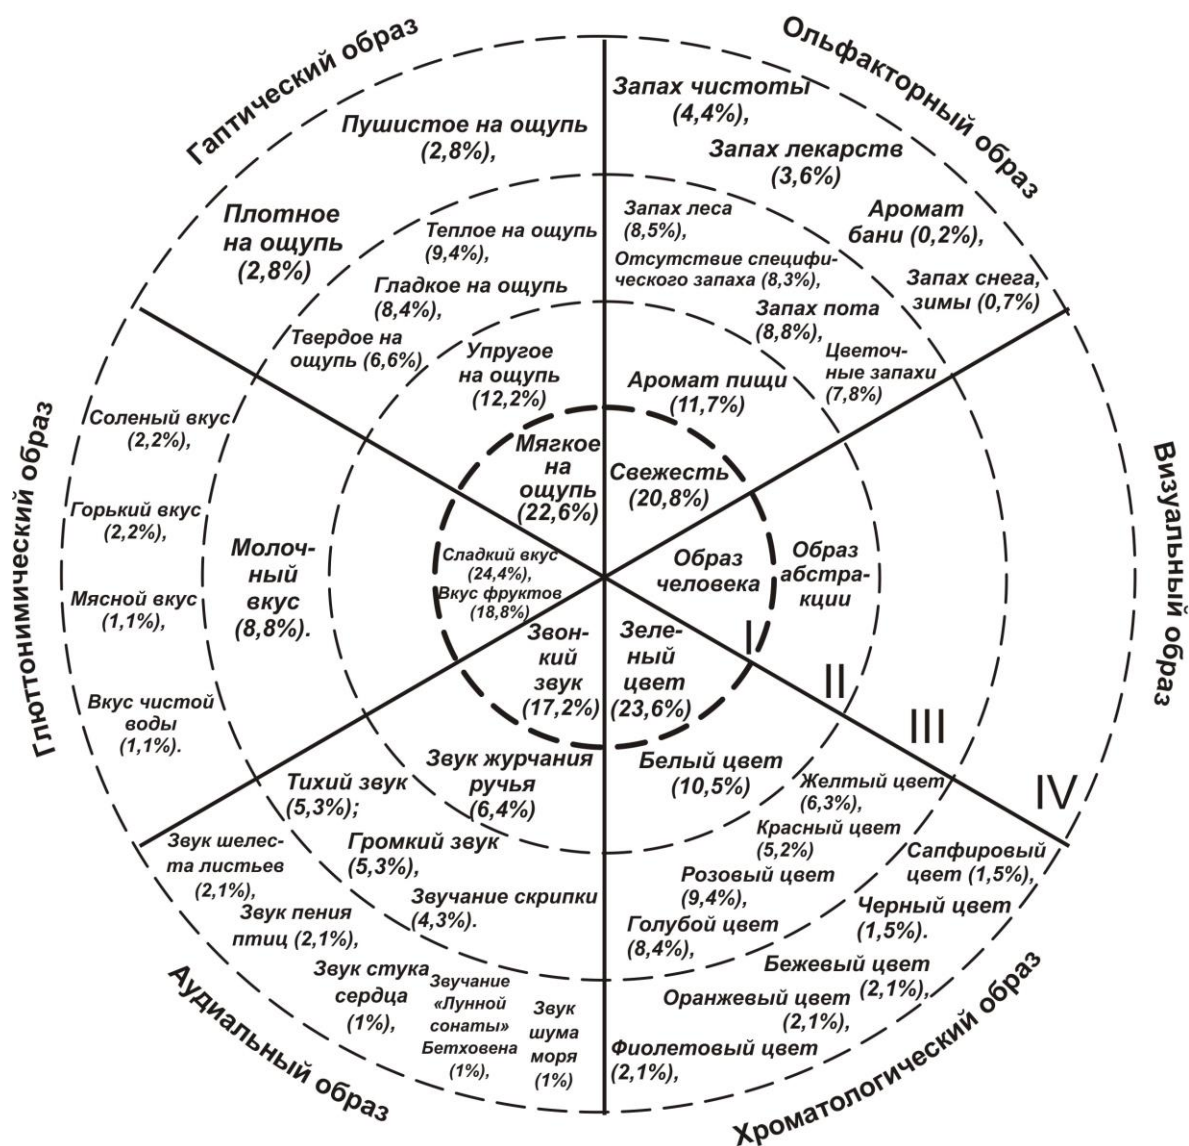 Гаптический образ
Пушистое на ощупь
(2,8%),
Плотное
на ощупь
(2,8%)
Теплое на ощупь
(9,4%),
Гладкое на ощупь
(8,4%),
Твердое на
ощупь (6,6%)
Упругое
на ощупь
(12,2%)
Мягкое
на
ощупь
(22,6%)
Ольфакторный образ
Запах чистоты
(4,4%),
Запах лекарств
(3,6%)
Аромат
бани (0,2%),
Запах снега,
зимы (0,7%)
Запах леса
(8,5%),
Отсутствие специфи-
ческого запаха (8,3%),
Запах пота
(8,8%),
Цветоч-
ные запахи
(7,8%)
Аромат пищи
(11,7%)
Свежесть
(20,8%)
Визуальный образ
Образ
человека
Образ
абстра-
кции
I
II
III
IV
Глюттонимический образ
Соленый вкус
(2,2%),
Горький вкус
(2,2%),
Мясной вкус
(1,1%),
Вкус чистой
воды
(1,1%).
Молоч-
ный
вкус
(8,8%).
Сладкий вкус
(24,4%),
Вкус фруктов
(18,8%)
Аудиальный образ
Звон-
кий
звук
(17,2%)
Звук журчания
ручья
(6,4%)
Тихий звук
(5,3%);
Громкий звук
(5,3%),
Звучание скрипки
(4,3%).
Звук шелес-
та листьев
(2,1%),
Звук пения
птиц (2,1%),
Звук стука
сердца
(1%),
Звучание
«Лунной
сонаты»
Бетховена
(1%),
Звук
шума
моря
(1%)
Хроматологический образ
Зеле-
ный
цвет
(23,6%)
Белый цвет
(10,5%)
Желтый цвет
(6,3%),
Красный цвет
(5,2%)
Розовый цвет
(9,4%),
Голубой цвет
(8,4%),
Сапфировый
цвет (1,5%),
Черный цвет
(1,5%).
Бежевый цвет
(2,1%),
Оранжевый цвет
(2,1%),
Фиолетовый цвет
(2,1%),